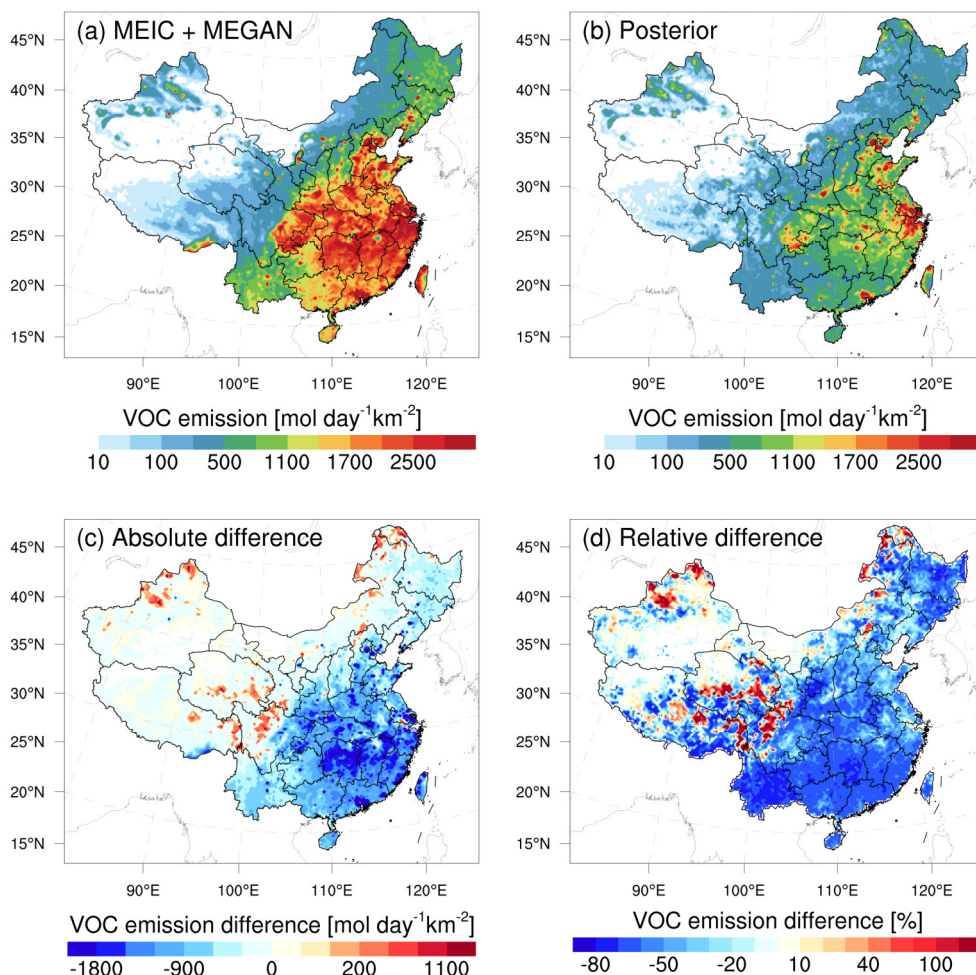 (a) MEIC + MEGAN
45°N
40°N
35°N
30°N
25°N
20°N
15°N
90°E 100°E 110°E 120°E
VOC emission [mol day⁻¹km⁻²]
10 100 500 1100 1700 2500
(b) Posterior
45°N
40°N
35°N
30°N
25°N
20°N
15°N
90°E 100°E 110°E 120°E
VOC emission [mol day⁻¹km⁻²]
10 100 500 1100 1700 2500
(c) Absolute difference
45°N
40°N
35°N
30°N
25°N
20°N
15°N
90°E 100°E 110°E 120°E
VOC emission difference [mol day⁻¹km⁻²]
-1800 -900 0 200 1100
(d) Relative difference
45°N
40°N
35°N
30°N
25°N
20°N
15°N
90°E 100°E 110°E 120°E
VOC emission difference [%]
-80 -50 -20 10 40 100